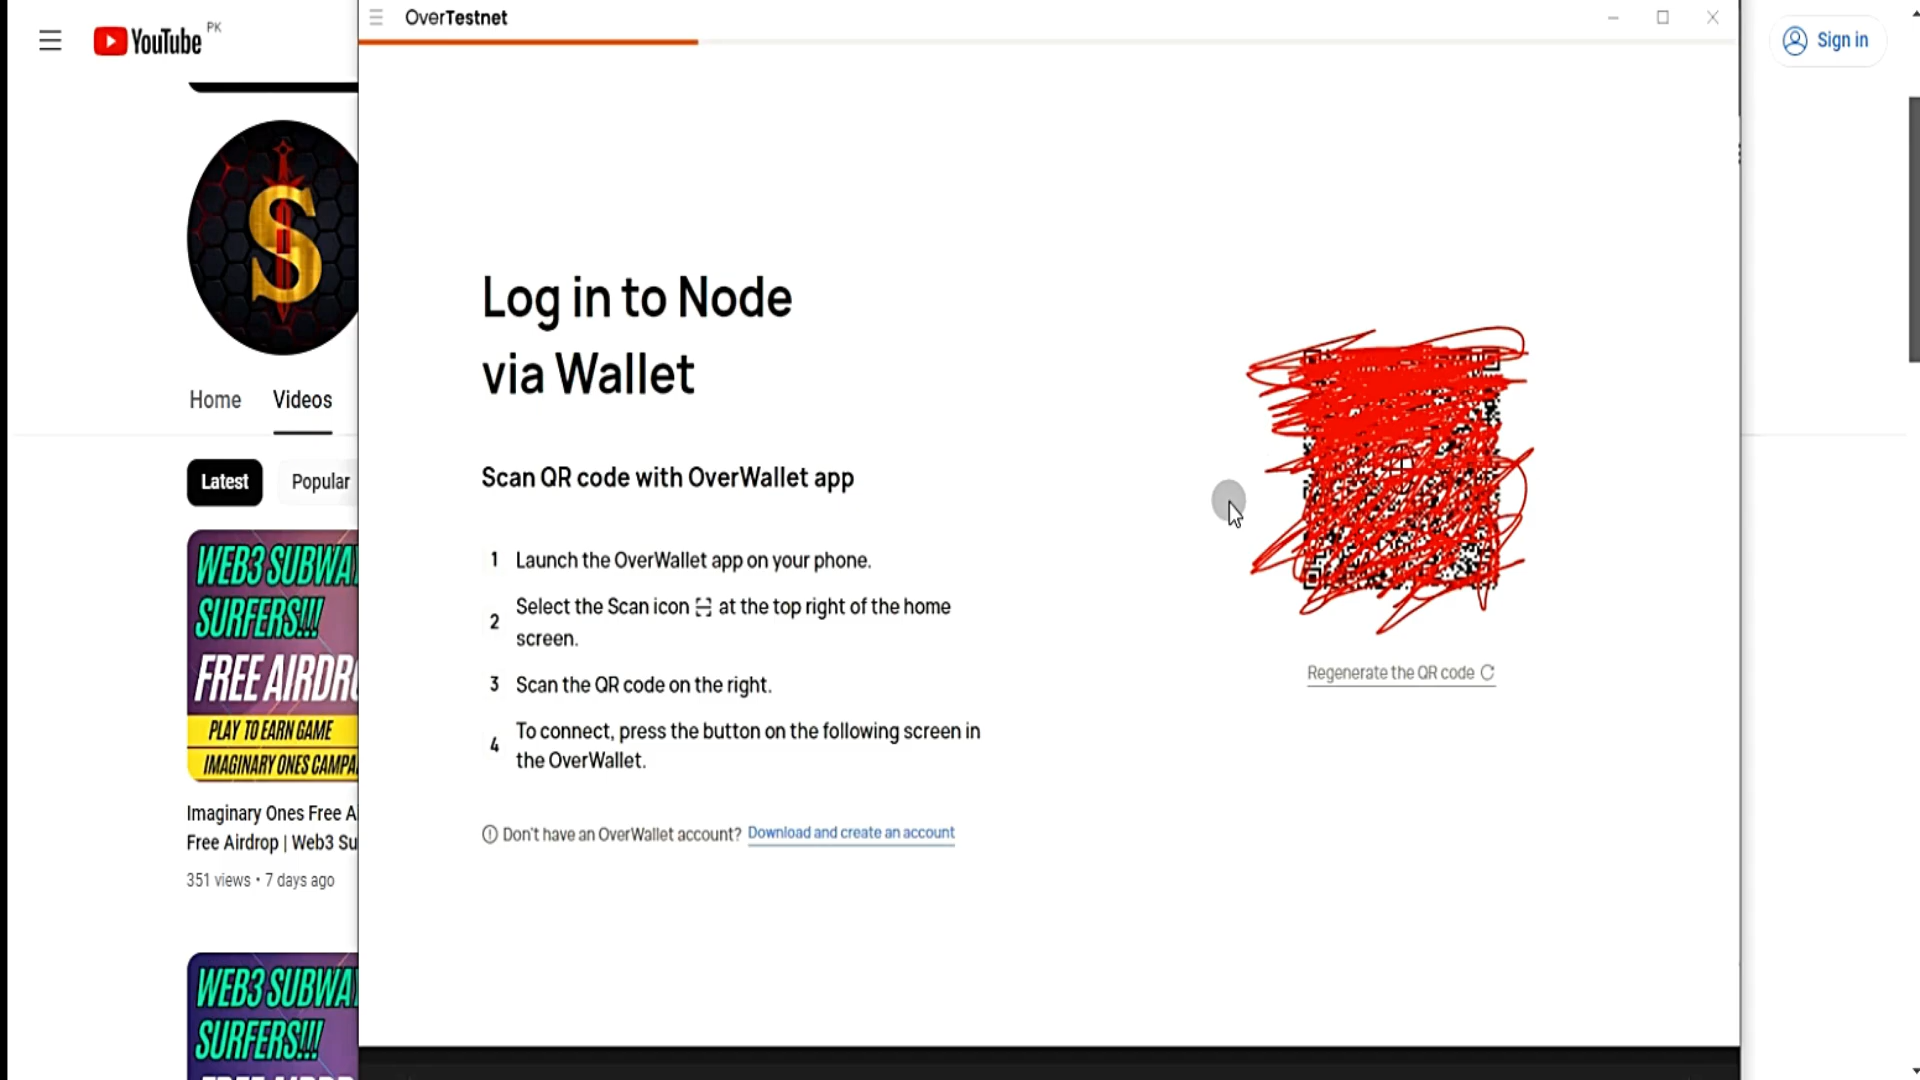 OverTestnet
YouTube PK
Sign in
S
Home Videos
Latest Popular
WEB3 SUBWA
SURFERS!!!
FREE AIRDR
PLAY TO EARN GAME
IMAGINARY ONES CAMPA
Imaginary Ones Free A
Free Airdrop | Web3 Su
351 views • 7 days ago
WEB3 SUBWA
SURFERS!!!
Log in to Node
via Wallet
Scan QR code with OverWallet app
1 Launch the OverWallet app on your phone.
2 Select the Scan icon at the top right of the home
screen.
3 Scan the QR code on the right.
4 To connect, press the button on the following screen in
the OverWallet.
Don't have an OverWallet account? Download and create an account
Regenerate the QR code